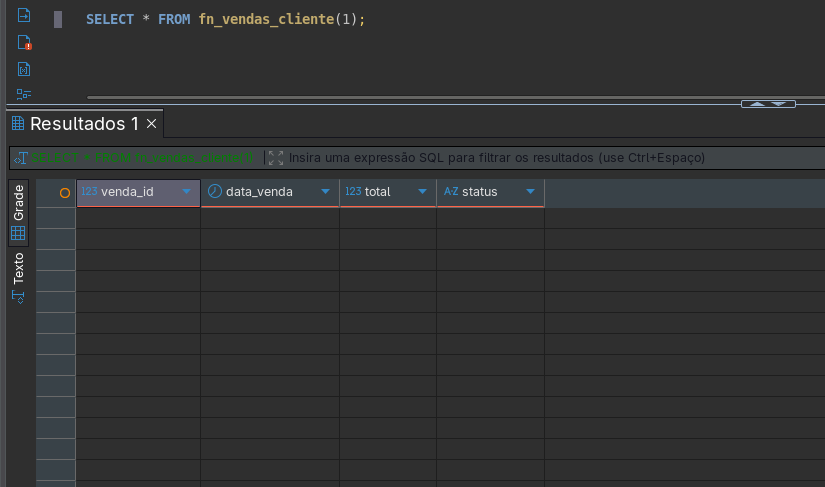 SELECT * FROM fn_vendas_cliente(1);
Resultados 1 ×
SELECT * FROM fn_vendas_cliente(1) Insira uma expressão SQL para filtrar os resultados (use Ctrl+Espaço)
Grade
Texto
123 venda_id data_venda 123 total A-Z status